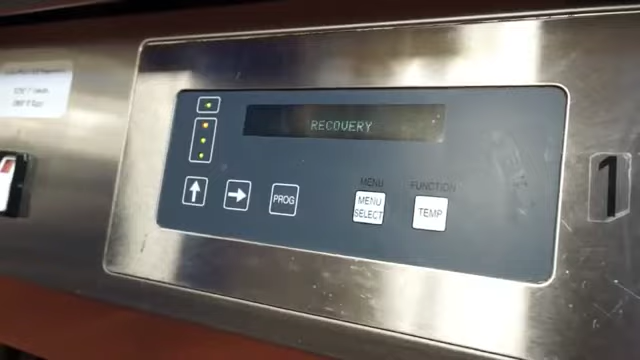 RECOVERY
PROG
MENU
MENU
SELECT
FUNCTION
TEMP
1